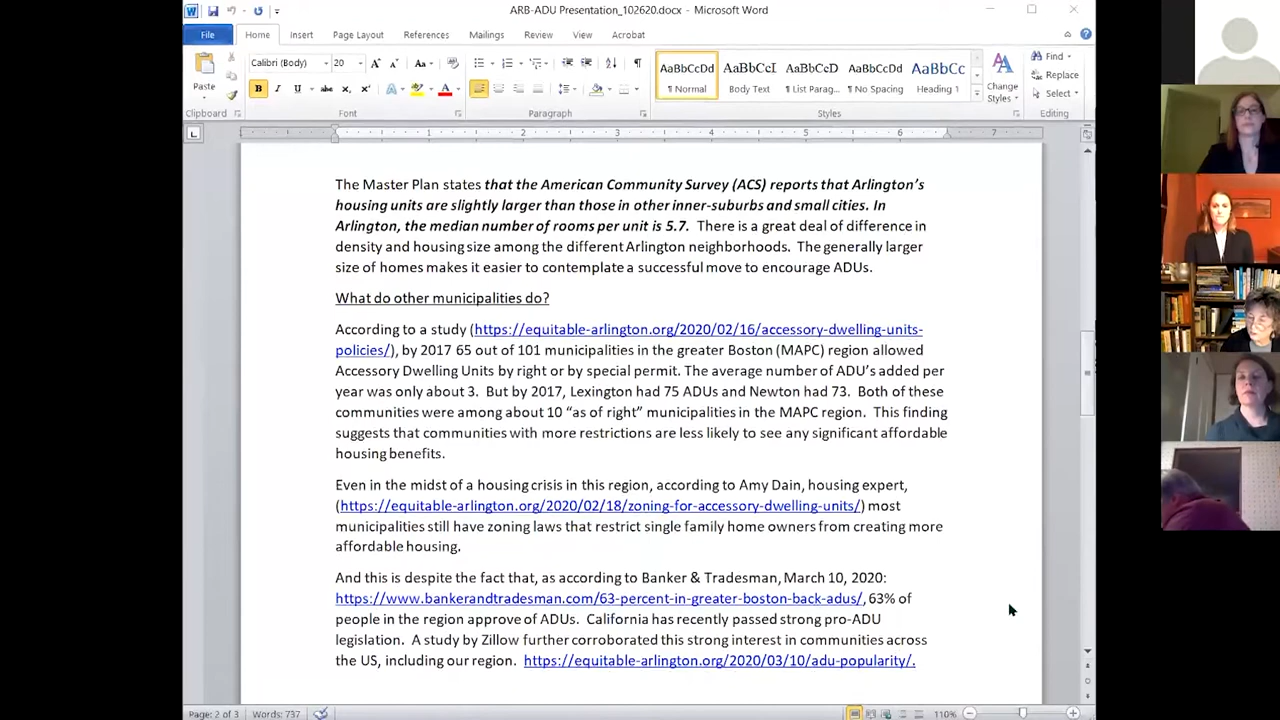 ARB-ADU Presentation_102620.docx - Microsoft Word
File Home Insert Page Layout References Mailings Review View Acrobat
Calibri (Body) 20
Paste
Clipboard Font Paragraph Styles Editing
AaBbCcDd AaBbCcI AaBbCcD AaBbCcDd AaBbCc
¶ Normal Body Text ¶ List Parag... ¶ No Spacing Heading 1
Change Styles
Find
Replace
Select
1 2 3 4 5 6 7
The Master Plan states that the American Community Survey (ACS) reports that Arlington's
housing units are slightly larger than those in other inner-suburbs and small cities. In
Arlington, the median number of rooms per unit is 5.7. There is a great deal of difference in
density and housing size among the different Arlington neighborhoods. The generally larger
size of homes makes it easier to contemplate a successful move to encourage ADUs.
What do other municipalities do?
According to a study (https://equitable-arlington.org/2020/02/16/accessory-dwelling-units-
policies/), by 2017 65 out of 101 municipalities in the greater Boston (MAPC) region allowed
Accessory Dwelling Units by right or by special permit. The average number of ADU's added per
year was only about 3. But by 2017, Lexington had 75 ADUs and Newton had 73. Both of these
communities were among about 10 “as of right” municipalities in the MAPC region. This finding
suggests that communities with more restrictions are less likely to see any significant affordable
housing benefits.
Even in the midst of a housing crisis in this region, according to Amy Dain, housing expert,
(https://equitable-arlington.org/2020/02/18/zoning-for-accessory-dwelling-units/) most
municipalities still have zoning laws that restrict single family home owners from creating more
affordable housing.
And this is despite the fact that, as according to Banker & Tradesman, March 10, 2020:
https://www.bankerandtradesman.com/63-percent-in-greater-boston-back-adus/, 63% of
people in the region approve of ADUs. California has recently passed strong pro-ADU
legislation. A study by Zillow further corroborated this strong interest in communities across
the US, including our region. https://equitable-arlington.org/2020/03/10/adu-popularity/.
Page: 2 of 3 Words: 737 110%